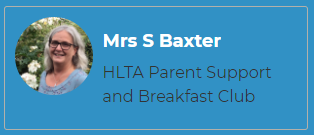 Mrs S Baxter
HLTA Parent Support
and Breakfast Club